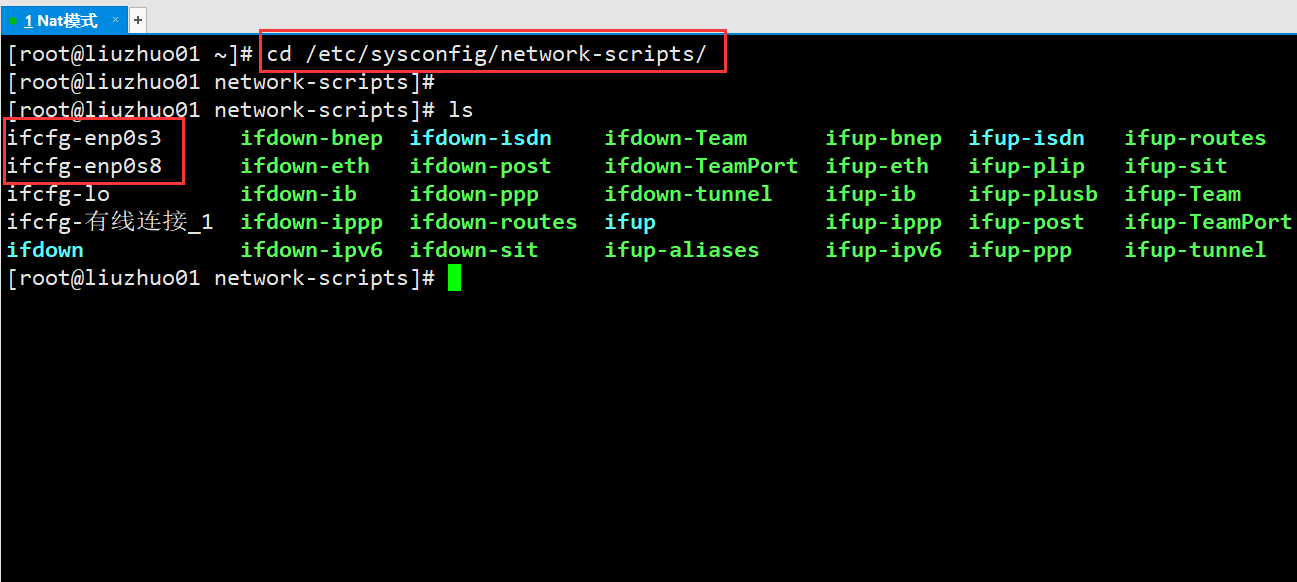 1 Nat模式 × +
[root@liuzhuo01 ~]# cd /etc/sysconfig/network-scripts/
[root@liuzhuo01 network-scripts]#
[root@liuzhuo01 network-scripts]# ls
ifcfg-enp0s3 ifdown-bnep ifdown-isdn ifdown-Team ifup-bnep ifup-isdn ifup-routes
ifcfg-enp0s8 ifdown-eth ifdown-post ifdown-TeamPort ifup-eth ifup-plip ifup-sit
ifcfg-lo ifdown-ib ifdown-ppp ifdown-tunnel ifup-ib ifup-plusb ifup-Team
ifcfg-有线连接_1 ifdown-ippp ifdown-routes ifup ifup-ippp ifup-post ifup-TeamPort
ifdown ifdown-ipv6 ifdown-sit ifup-aliases ifup-ipv6 ifup-ppp ifup-tunnel
[root@liuzhuo01 network-scripts]#